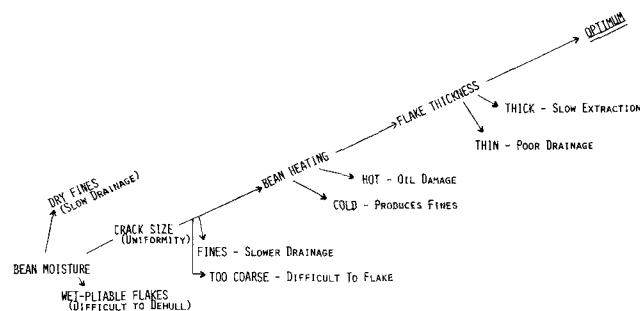 OPTIMUM
FLAKE THICKNESS
THICK - SLOW EXTRACTION
THIN - POOR DRAINAGE
BEAN HEATING
HOT - OIL DAMAGE
COLD - PRODUCES FINES
DRY FINES
(SLOW DRAINAGE)
CRACK SIZE
(UNIFORMITY)
FINES - SLOWER DRAINAGE
TOO COARSE - DIFFICULT TO FLAKE
BEAN MOISTURE
WET-PLIABLE FLAKES
(DIFFICULT TO DEHULL)